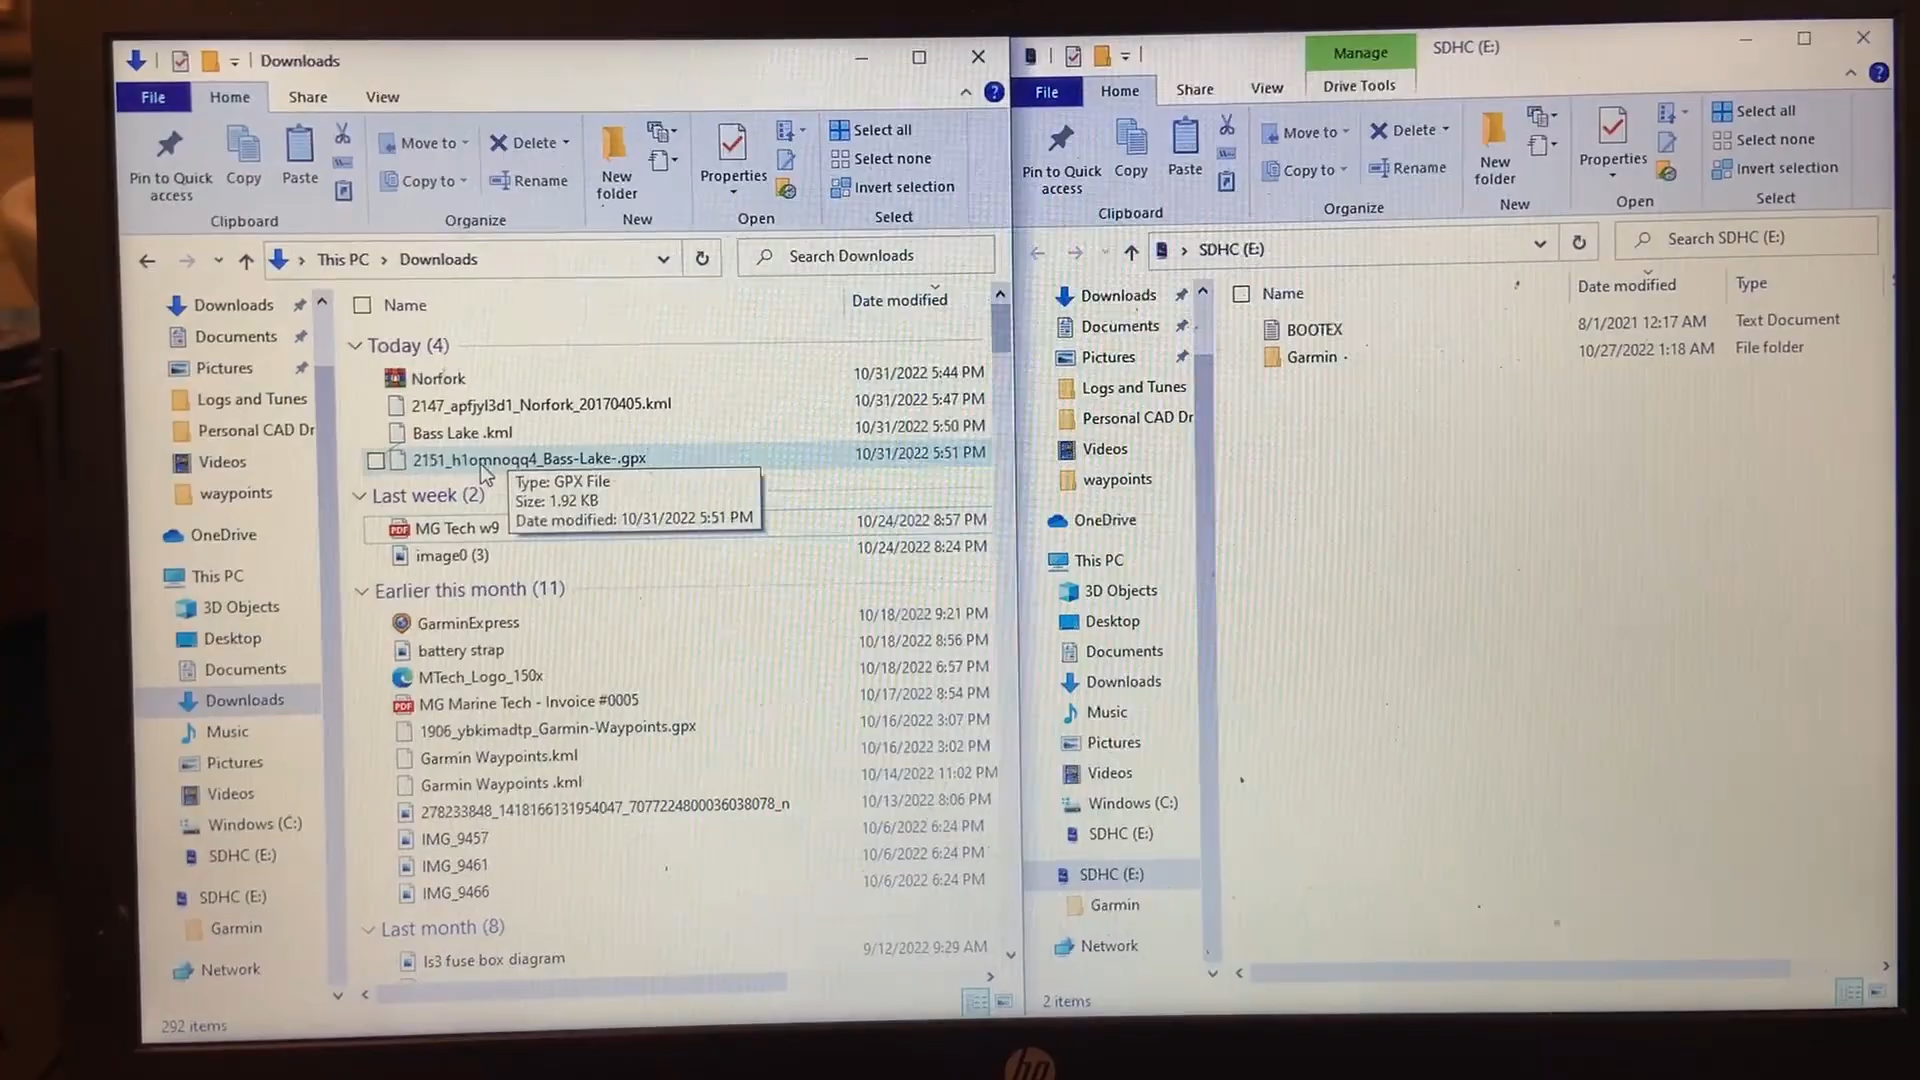 Downloads
File Home Share View
Pin to Quick access
Copy
Paste
Clipboard
Move to
Copy to
Delete
Rename
Organize
New folder
New
Properties
Open
Select all
Select none
Invert selection
Select
This PC > Downloads
Search Downloads
Downloads
Documents
Pictures
Logs and Tunes
Personal CAD Dr
Videos
waypoints
OneDrive
This PC
3D Objects
Desktop
Documents
Downloads
Music
Pictures
Videos
Windows (C:)
SDHC (E:)
SDHC (E:)
Garmin
Network
Name Date modified
Today (4)
Norfork 10/31/2022 5:44 PM
2147_apfjyl3d1_Norfork_20170405.kml 10/31/2022 5:47 PM
Bass Lake .kml 10/31/2022 5:50 PM
2151_h1omnoqq4_Bass-Lake-.gpx 10/31/2022 5:51 PM
Type: GPX File
Size: 1.92 KB
Date modified: 10/31/2022 5:51 PM
Last week (2)
MG Tech w9 10/24/2022 8:57 PM
image0 (3) 10/24/2022 8:24 PM
Earlier this month (11)
GarminExpress 10/18/2022 9:21 PM
battery strap 10/18/2022 8:56 PM
MTech_Logo_150x 10/18/2022 6:57 PM
MG Marine Tech - Invoice #0005 10/17/2022 8:54 PM
1906_ybkimadtp_Garmin-Waypoints.gpx 10/16/2022 3:07 PM
Garmin Waypoints.kml 10/16/2022 3:02 PM
Garmin Waypoints .kml 10/14/2022 11:02 PM
278233848_1418166131954047_7077224800036038078_n 10/13/2022 8:06 PM
IMG_9457 10/6/2022 6:24 PM
IMG_9461 10/6/2022 6:24 PM
IMG_9466 10/6/2022 6:24 PM
Last month (8)
ls3 fuse box diagram 9/12/2022 9:29 AM
292 items
Manage SDHC (E:)
File Home Share View Drive Tools
Pin to Quick access
Copy
Paste
Clipboard
Move to
Copy to
Delete
Rename
Organize
New folder
New
Properties
Open
Select all
Select none
Invert selection
Select
> SDHC (E:)
Search SDHC (E:)
Downloads
Documents
Pictures
Logs and Tunes
Personal CAD Dr
Videos
waypoints
OneDrive
This PC
3D Objects
Desktop
Documents
Downloads
Music
Pictures
Videos
Windows (C:)
SDHC (E:)
SDHC (E:)
Garmin
Network
Name Date modified Type
BOOTEX 8/1/2021 12:17 AM Text Document
Garmin 10/27/2022 1:18 AM File folder
2 items
hp